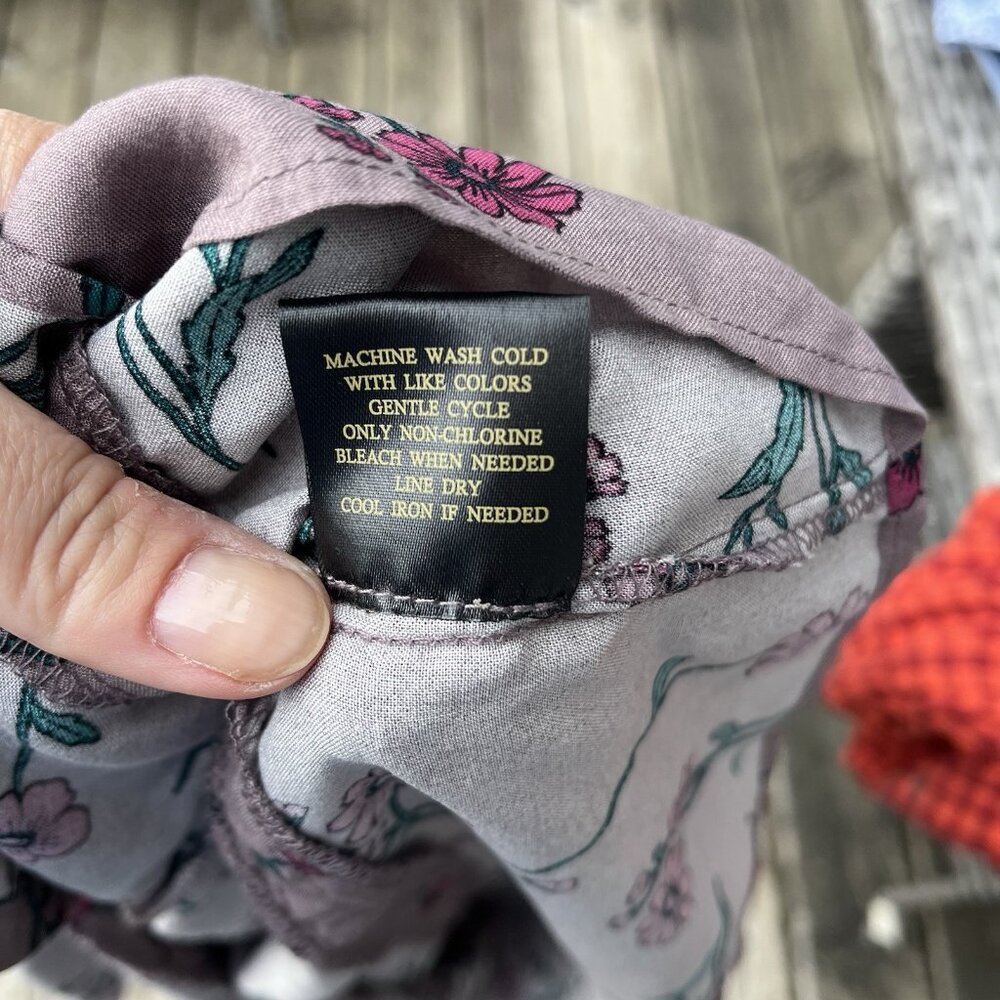 MACHINE WASH COLD
WITH LIKE COLORS
GENTLE CYCLE
ONLY NON-CHLORINE
BLEACH WHEN NEEDED
LINE DRY
COOL IRON IF NEEDED